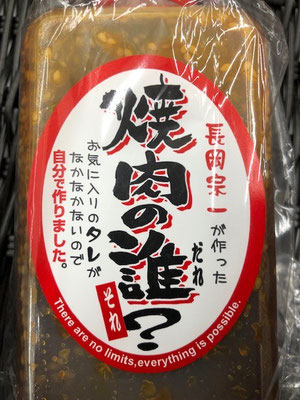 長岡宗一が作った
焼肉の誰?
だれ
それ
お気に入りのタレが
なかなかないので
自分で作りました。
There are no limits,everything is possible.